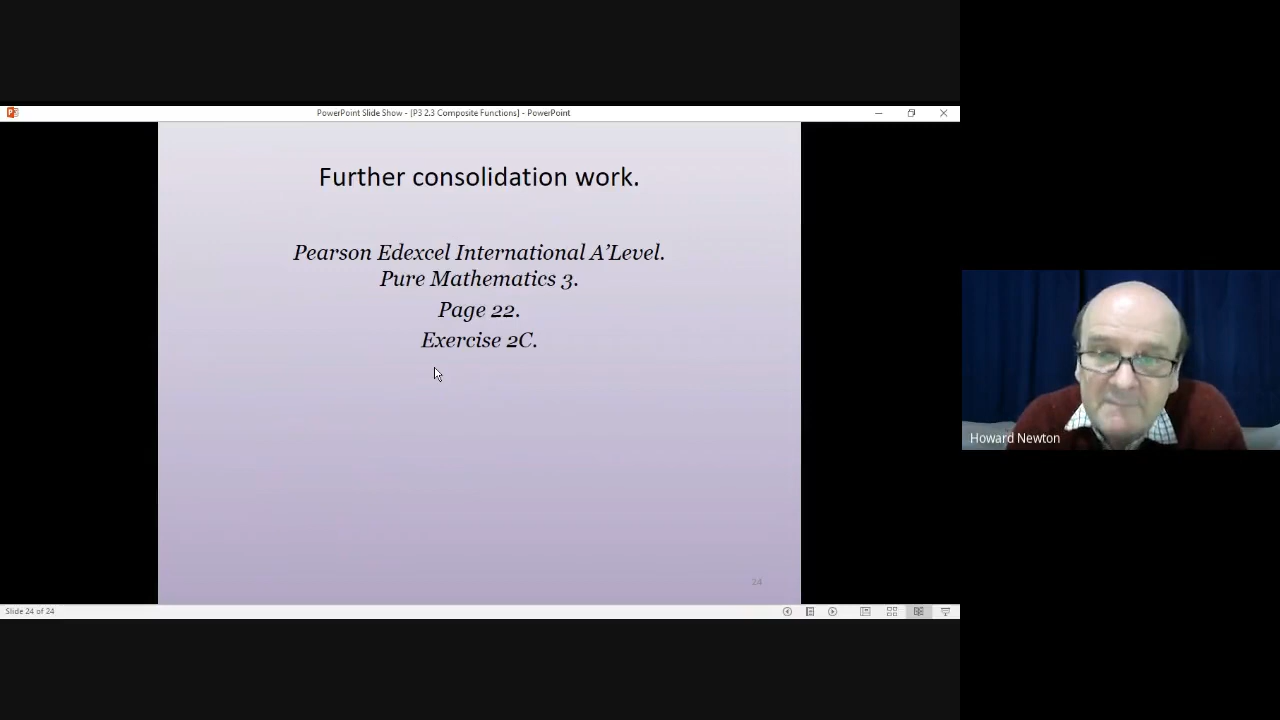 PowerPoint Slide Show - [P3 2.3 Composite Functions] - PowerPoint
Further consolidation work.
Pearson Edexcel International A’Level.
Pure Mathematics 3.
Page 22.
Exercise 2C.
Howard Newton
24
Slide 24 of 24